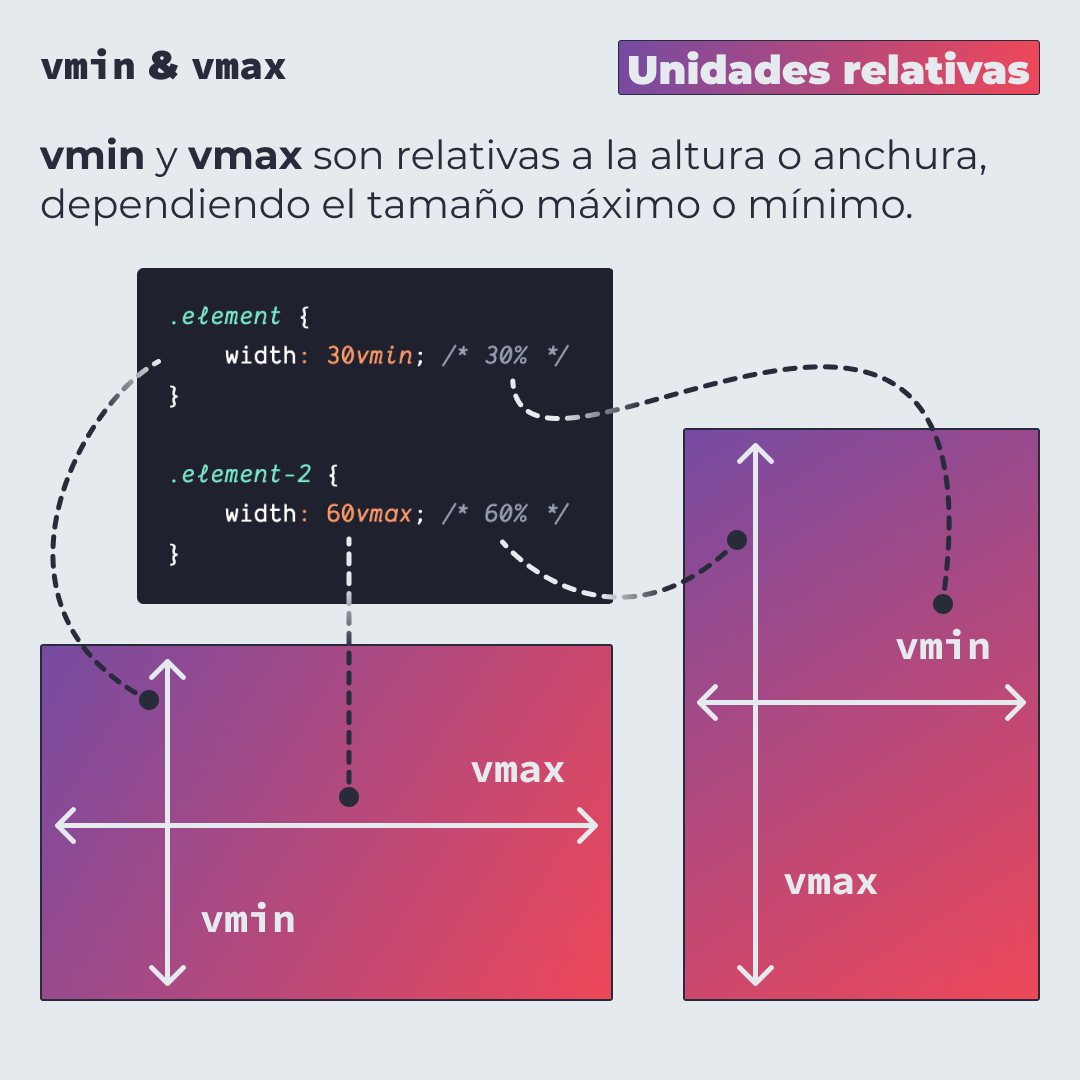 vmin & vmax
Unidades relativas
vmin y vmax son relativas a la altura o anchura,
dependiendo el tamaño máximo o mínimo.
.element {
    width: 30vmin; /* 30% */
}
.element-2 {
    width: 60vmax; /* 60% */
}
vmax
vmin
vmin
vmax